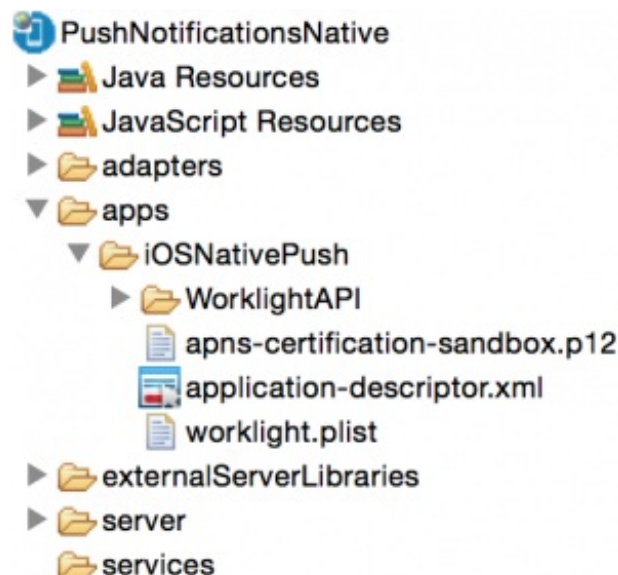 PushNotificationsNative
Java Resources
JavaScript Resources
adapters
apps
iOSNativePush
WorklightAPI
apns-certification-sandbox.p12
application-descriptor.xml
worklight.plist
externalServerLibraries
server
services